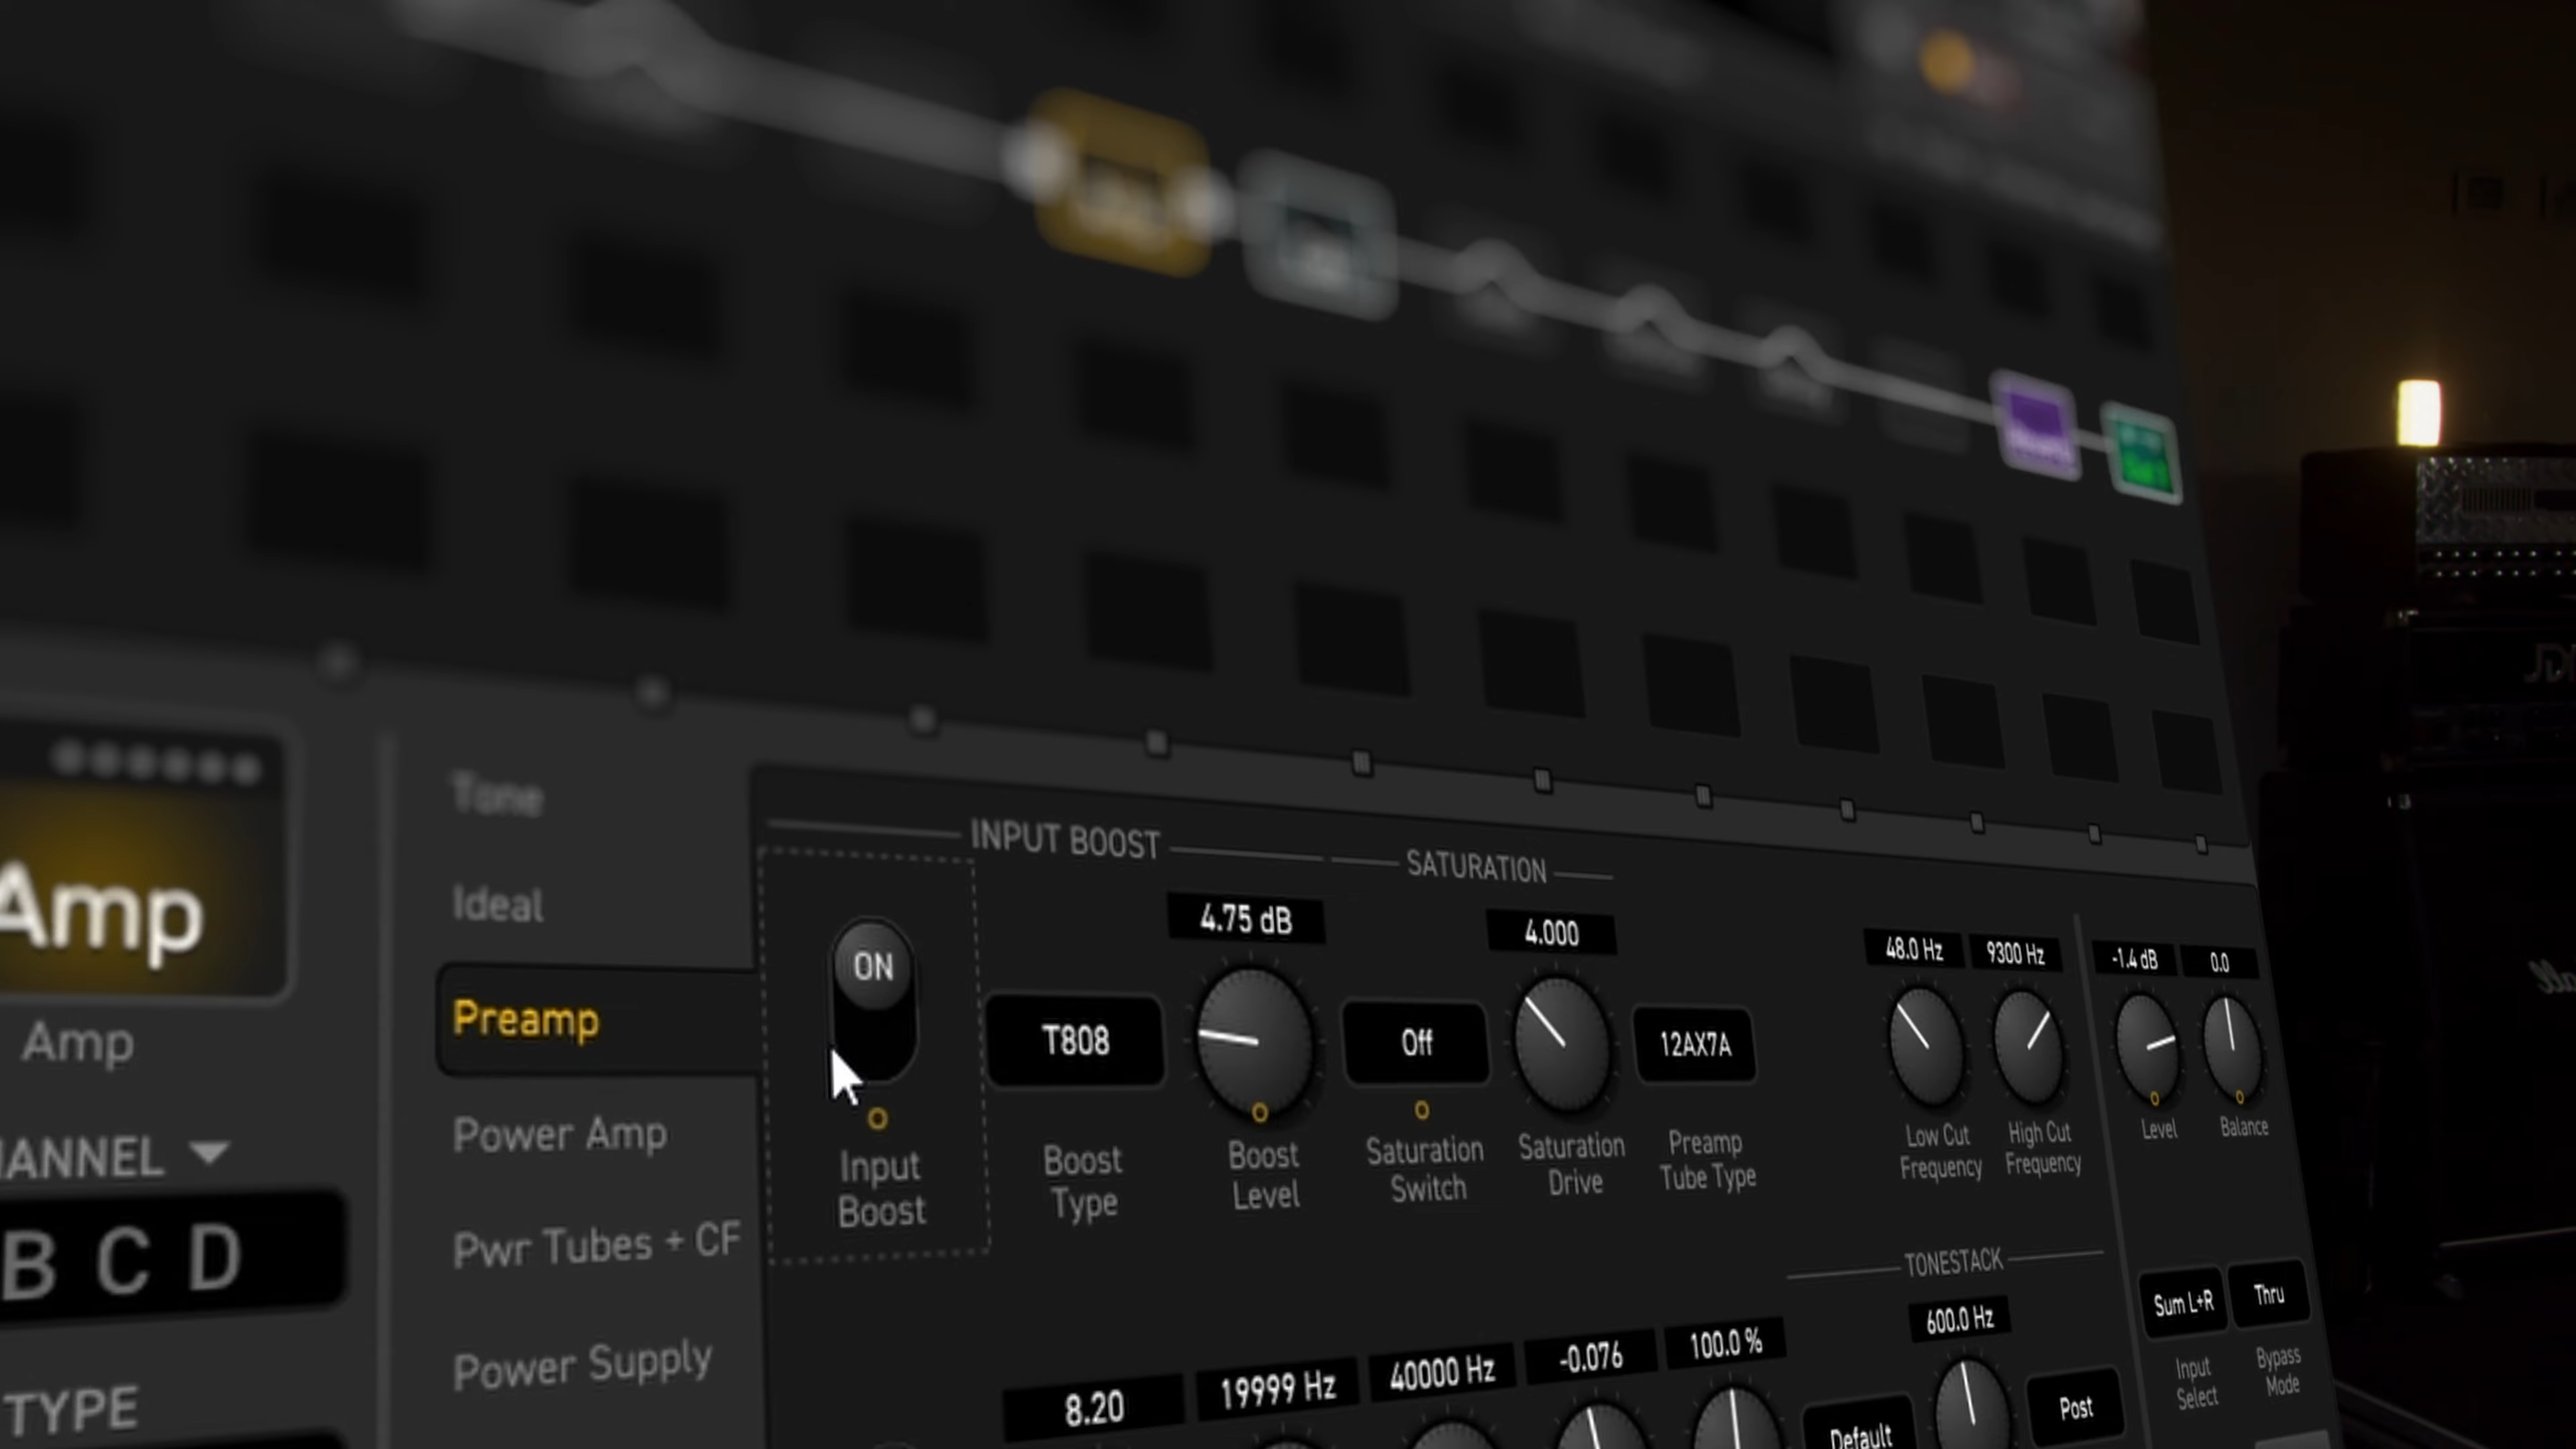 Amp
Amp
HANNEL
B C D
TYPE
Tone
Ideal
Preamp
Power Amp
Pwr Tubes + CF
Power Supply
INPUT BOOST
SATURATION
ON
Input
Boost
T808
Boost
Type
4.75 dB
Boost
Level
Off
Saturation
Switch
4.000
Saturation
Drive
12AX7A
Preamp
Tube Type
48.0 Hz
Low Cut
Frequency
9300 Hz
High Cut
Frequency
-1.4 dB
Level
0.0
Balance
TONESTACK
8.20
19999 Hz
40000 Hz
-0.076
100.0 %
Default
600.0 Hz
Post
Sum L+R
Input
Select
Thru
Bypass
Mode